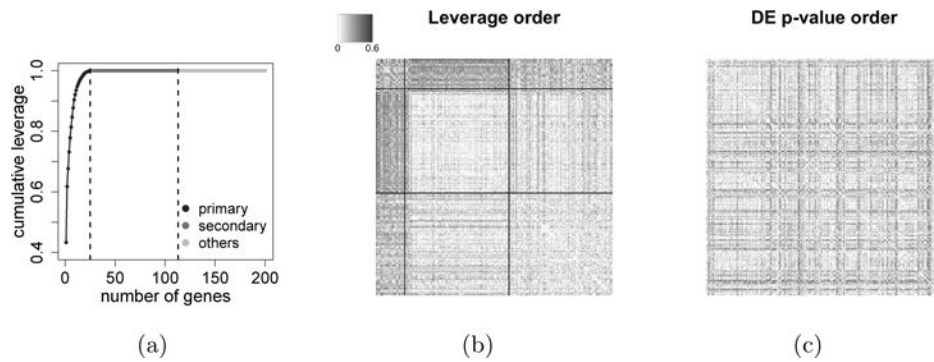 Leverage order
DE p-value order
0
0.6
cumulative leverage
1.0
0.8
0.6
0.4
primary
secondary
others
0 50 100 150 200
number of genes
(a)
(b)
(c)